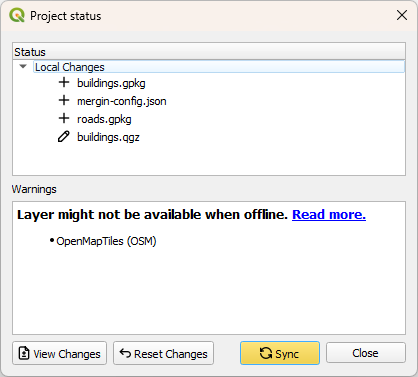 Project status
Status
Local Changes
buildings.gpkg
mergin-config.json
roads.gpkg
buildings.qgz
Warnings
Layer might not be available when offline. Read more.
• OpenMapTiles (OSM)
View Changes Reset Changes Sync Close